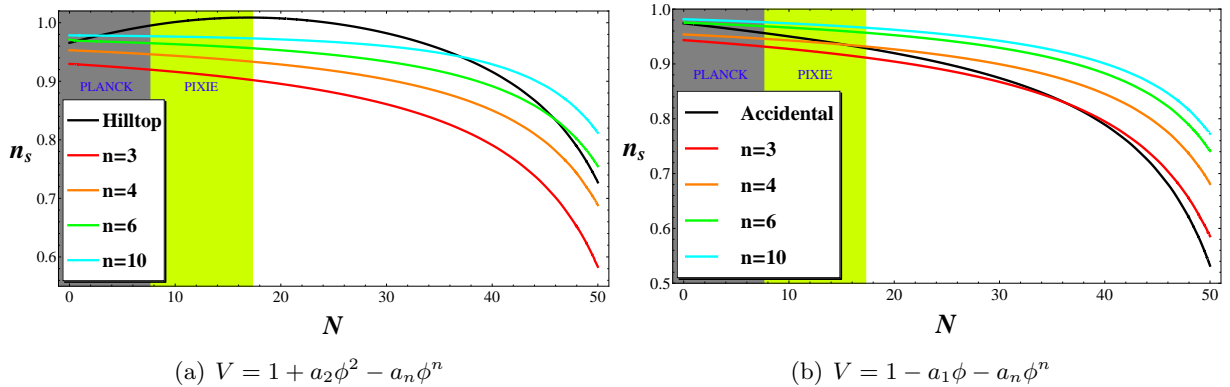 1.0
0.9
0.8
0.7
0.6
n_s
PLANCK
PIXIE
Hilltop
n=3
n=4
n=6
n=10
0 10 20 30 40 50
N
(a) V = 1 + a_2ϕ^2 − a_nϕ^n
1.0
0.9
0.8
0.7
0.6
0.5
n_s
PLANCK
PIXIE
Accidental
n=3
n=4
n=6
n=10
0 10 20 30 40 50
N
(b) V = 1 − a_1ϕ − a_nϕ^n